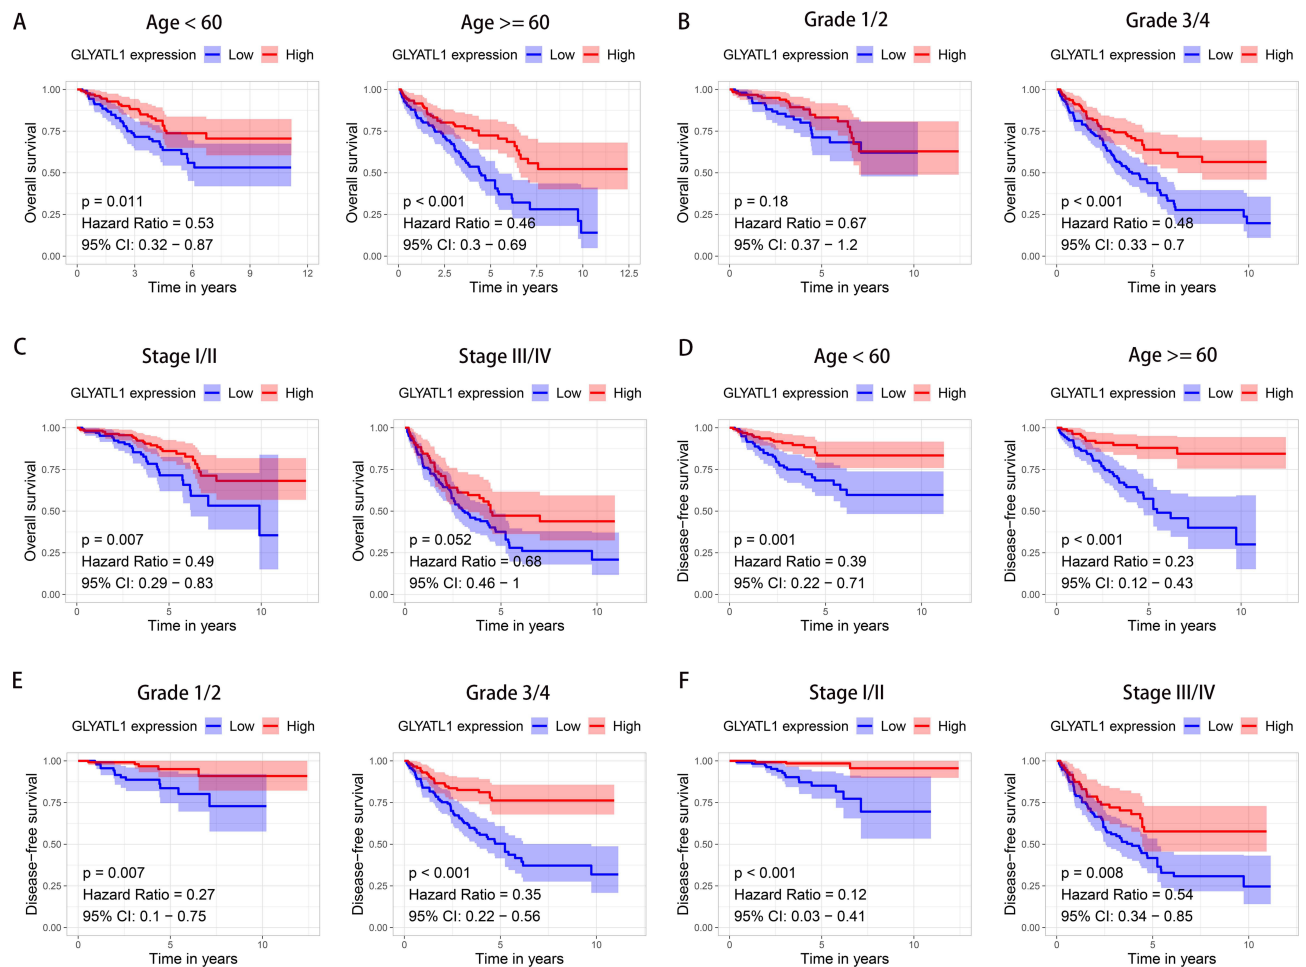 A
Age < 60
GLYATL1 expression Low High
Overall survival
1.00
0.75
0.50
0.25
0.00
p = 0.011
Hazard Ratio = 0.53
95% CI: 0.32 − 0.87
0 3 6 9 12
Time in years
Age >= 60
GLYATL1 expression Low High
Overall survival
1.00
0.75
0.50
0.25
0.00
p < 0.001
Hazard Ratio = 0.46
95% CI: 0.3 − 0.69
0 2.5 5 7.5 10 12.5
Time in years
B
Grade 1/2
GLYATL1 expression Low High
Overall survival
1.00
0.75
0.50
0.25
0.00
p = 0.18
Hazard Ratio = 0.67
95% CI: 0.37 − 1.2
0 5 10
Time in years
Grade 3/4
GLYATL1 expression Low High
Overall survival
1.00
0.75
0.50
0.25
0.00
p < 0.001
Hazard Ratio = 0.48
95% CI: 0.33 − 0.7
0 5 10
Time in years
C
Stage I/II
GLYATL1 expression Low High
Overall survival
1.00
0.75
0.50
0.25
0.00
p = 0.007
Hazard Ratio = 0.49
95% CI: 0.29 − 0.83
0 5 10
Time in years
Stage III/IV
GLYATL1 expression Low High
Overall survival
1.00
0.75
0.50
0.25
0.00
p = 0.052
Hazard Ratio = 0.68
95% CI: 0.46 − 1
0 5 10
Time in years
D
Age < 60
GLYATL1 expression Low High
Disease−free survival
1.00
0.75
0.50
0.25
0.00
p = 0.001
Hazard Ratio = 0.39
95% CI: 0.22 − 0.71
0 5 10
Time in years
Age >= 60
GLYATL1 expression Low High
Disease−free survival
1.00
0.75
0.50
0.25
0.00
p < 0.001
Hazard Ratio = 0.23
95% CI: 0.12 − 0.43
0 5 10
Time in years
E
Grade 1/2
GLYATL1 expression Low High
Disease−free survival
1.00
0.75
0.50
0.25
0.00
p = 0.007
Hazard Ratio = 0.27
95% CI: 0.1 − 0.75
0 5 10
Time in years
Grade 3/4
GLYATL1 expression Low High
Disease−free survival
1.00
0.75
0.50
0.25
0.00
p < 0.001
Hazard Ratio = 0.35
95% CI: 0.22 − 0.56
0 5 10
Time in years
F
Stage I/II
GLYATL1 expression Low High
Disease−free survival
1.00
0.75
0.50
0.25
0.00
p < 0.001
Hazard Ratio = 0.12
95% CI: 0.03 − 0.41
0 5 10
Time in years
Stage III/IV
GLYATL1 expression Low High
Disease−free survival
1.00
0.75
0.50
0.25
0.00
p = 0.008
Hazard Ratio = 0.54
95% CI: 0.34 − 0.85
0 5 10
Time in years